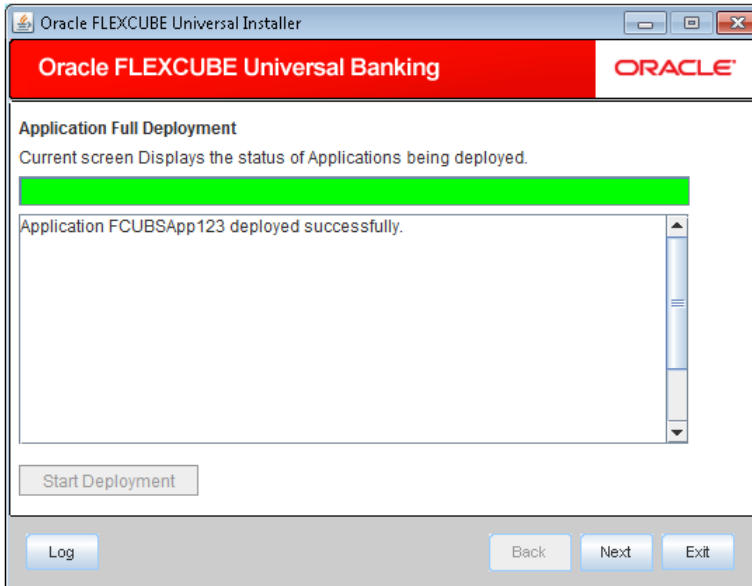 Oracle FLEXCUBE Universal Installer
Oracle FLEXCUBE Universal Banking
ORACLE
Application Full Deployment
Current screen Displays the status of Applications being deployed.
Application FCUBSApp123 deployed successfully.
Start Deployment
Log
Back
Next
Exit